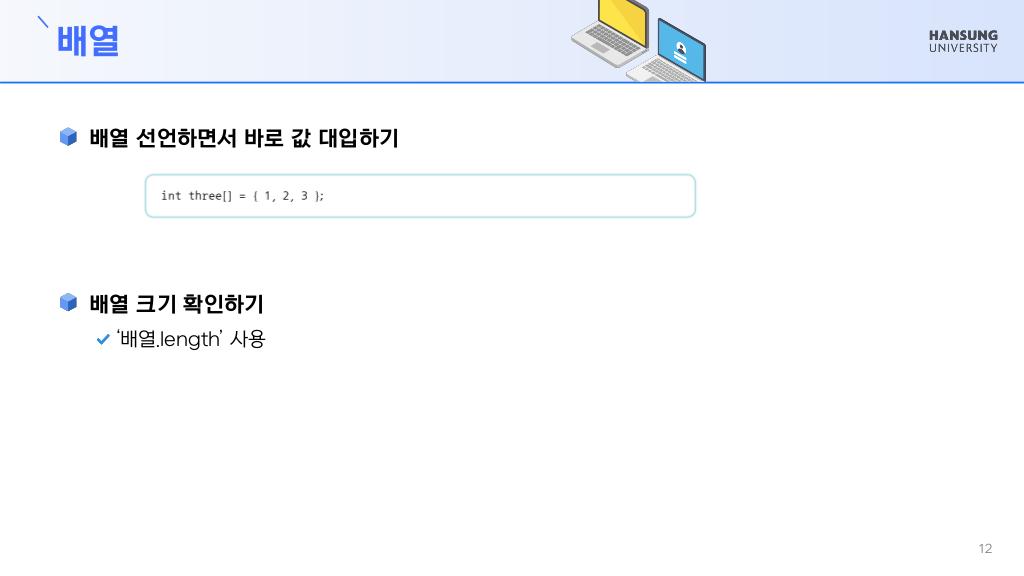 배열
HANSUNG
UNIVERSITY
배열 선언하면서 바로 값 대입하기
int three[] = { 1, 2, 3 };
배열 크기 확인하기
‘배열.length’ 사용
12